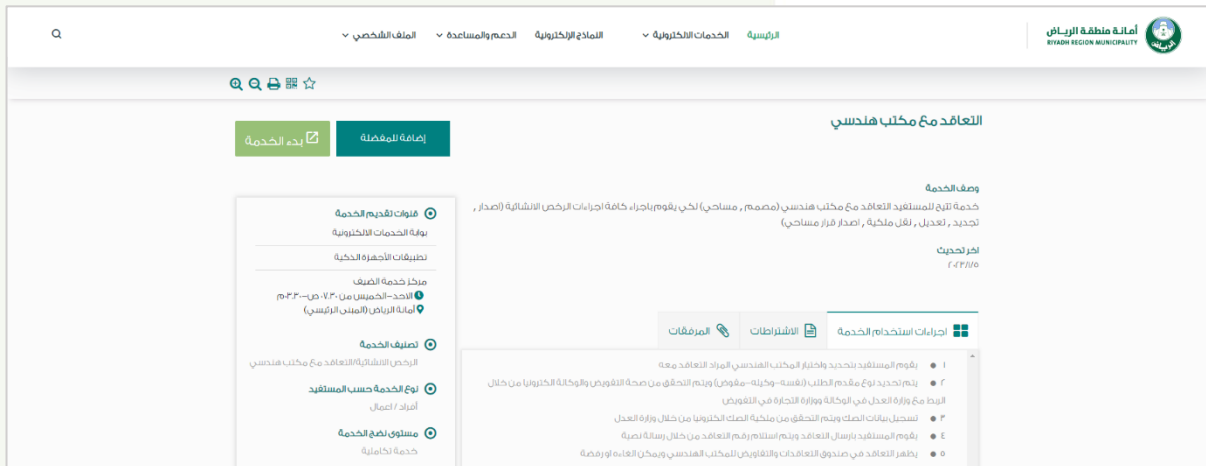 أمانة منطقة الرياض
RIYADH REGION MUNICIPALITY
الرئيسية
الخدمات الالكترونية
النماذج الإلكترونية
الدعم والمساعدة
الملف الشخصي
التعاقد مع مكتب هندسي
إضافة للمفضلة
بدء الخدمة
وصف الخدمة
خدمة تتيح للمستفيد التعاقد مع مكتب هندسي (مصمم , مساحي) لكي يقوم باجراء كافة اجراءات الرخص الانشائية (اصدار ,
تجديد , تعديل , نقل ملكية , اصدار قرار مساحي)
اخر تحديث
٢٠٢٣/١/٥
اجراءات استخدام الخدمة
الاشتراطات
المرفقات
١ يقوم المستفيد بتحديد واختيار المكتب الهندسي المراد التعاقد معه
٢ يتم تحديد نوع مقدم الطلب (نفسه-وكيله-مفوض) ويتم التحقق من صحة التفويض والوكالة الكترونيا من خلال
الربط مع وزارة العدل في الوكالة ووزارة التجارة في التفويض
٣ تسجيل بيانات الصك ويتم التحقق من ملكية الصك الكترونيا من خلال وزارة العدل
٤ يقوم المستفيد بارسال التعاقد ويتم استلام رقم التعاقد من خلال رسالة نصية
٥ يظهر التعاقد في صندوق التعاقدات والتفاويض للمكتب الهندسي ويمكن الغاءه او رفضة
قنوات تقديم الخدمة
بوابة الخدمات الالكترونية
تطبيقات الأجهزة الذكية
مركز خدمة الضيف
الاحد-الخميس من ٠٧.٣٠ ص-٠٣.٣٠م
أمانة الرياض (المبنى الرئيسي)
تصنيف الخدمة
الرخص الانشائية/التعاقد مع مكتب هندسي
نوع الخدمة حسب المستفيد
أفراد / اعمال
مستوى نضج الخدمة
خدمة تكاملية